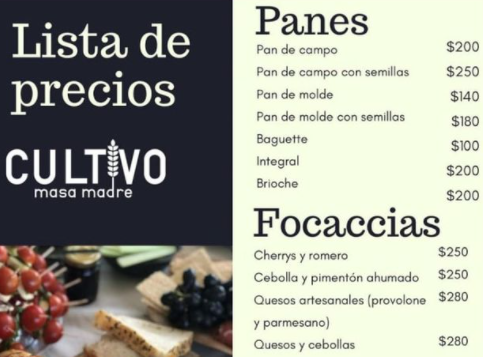 Lista de
precios
CULTIVO
masa madre
Panes
Pan de campo $200
Pan de campo con semillas $250
Pan de molde $140
Pan de molde con semillas $180
Baguette $100
Integral $200
Brioche $200
Focaccias
Cherrys y romero $250
Cebolla y pimentón ahumado $250
Quesos artesanales (provolone $280
y parmesano)
Quesos y cebollas $280